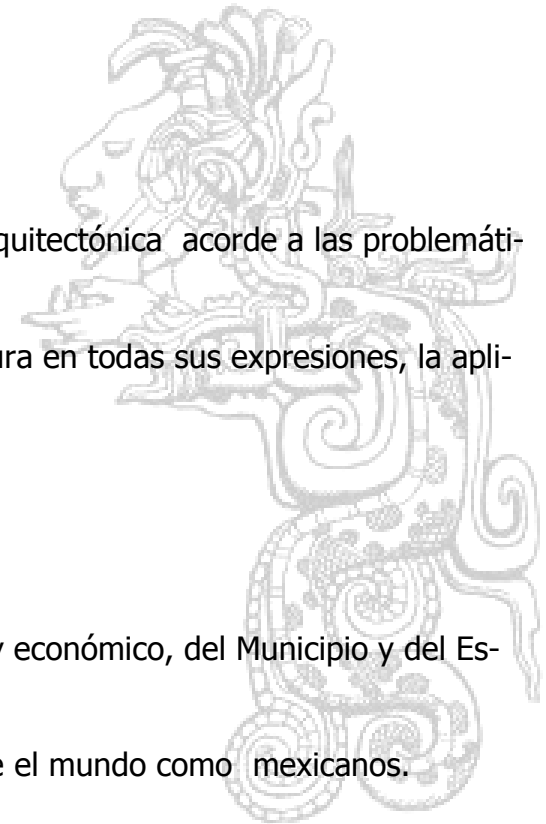 quitectónica acorde a las problemáti-
ura en todas sus expresiones, la apli-
y económico, del Municipio y del Es-
e el mundo como mexicanos.